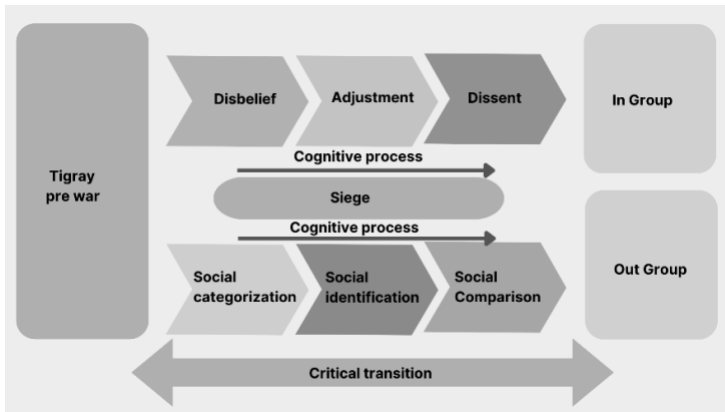 Tigray
pre war
Disbelief
Adjustment
Dissent
Cognitive process
Siege
Cognitive process
Social
categorization
Social
identification
Social
Comparison
In Group
Out Group
Critical transition